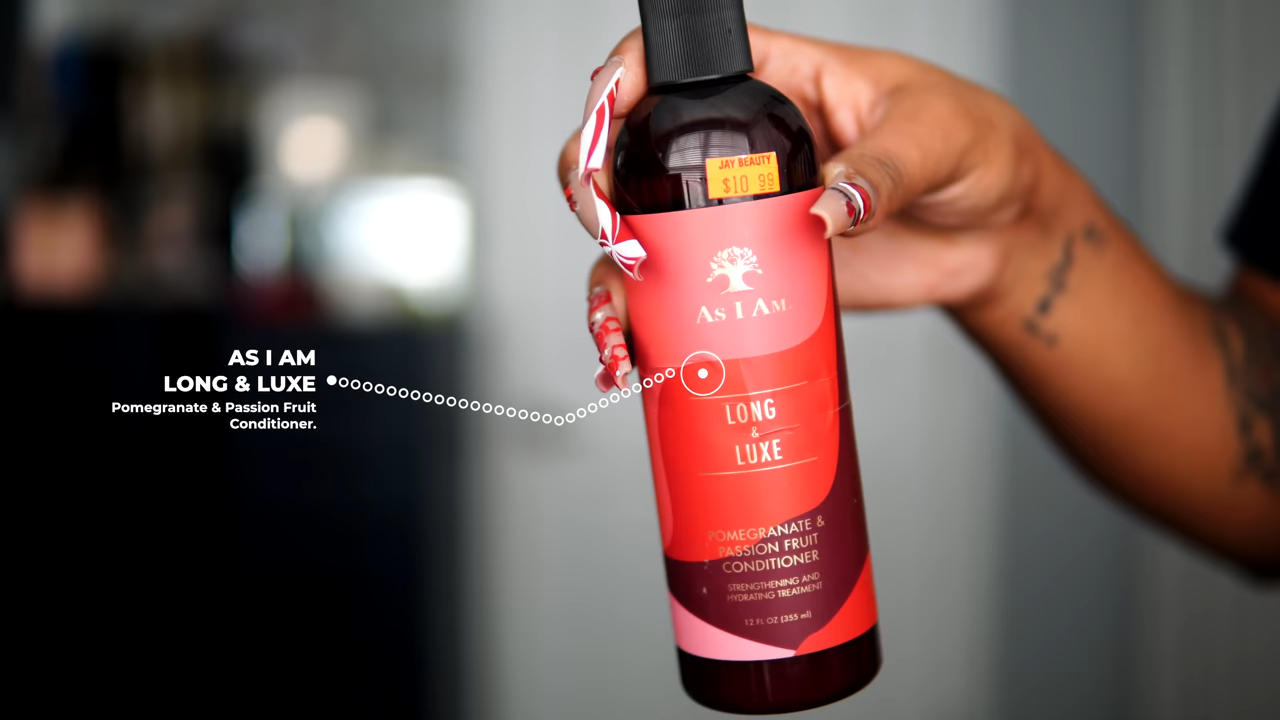 AS I AM
LONG & LUXE
Pomegranate & Passion Fruit
Conditioner.
JAY BEAUTY
$10 99
AS I AM
LONG
&
LUXE
POMEGRANATE &
PASSION FRUIT
CONDITIONER
STRENGTHENING AND
HYDRATING TREATMENT
12 FL OZ (355 ml)